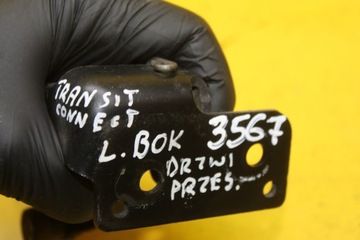 TRANSIT
CONNECT
L. BOK 3567
DRZWI
PRZES.